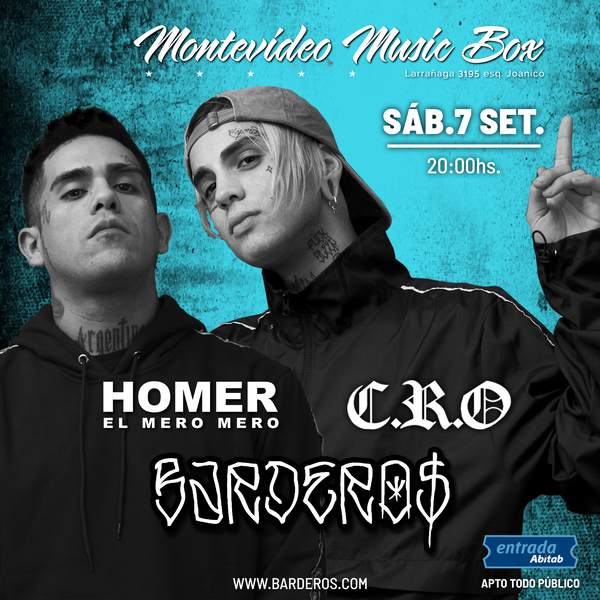 Montevideo Music Box
Larrañaga 3195 esq. Joanico
SÁB.7 SET.
20:00hs.
Argentino
HOMER
EL MERO MERO
C.R.O
BARDERO$
entrada
Abitab
WWW.BARDEROS.COM
APTO TODO PÚBLICO